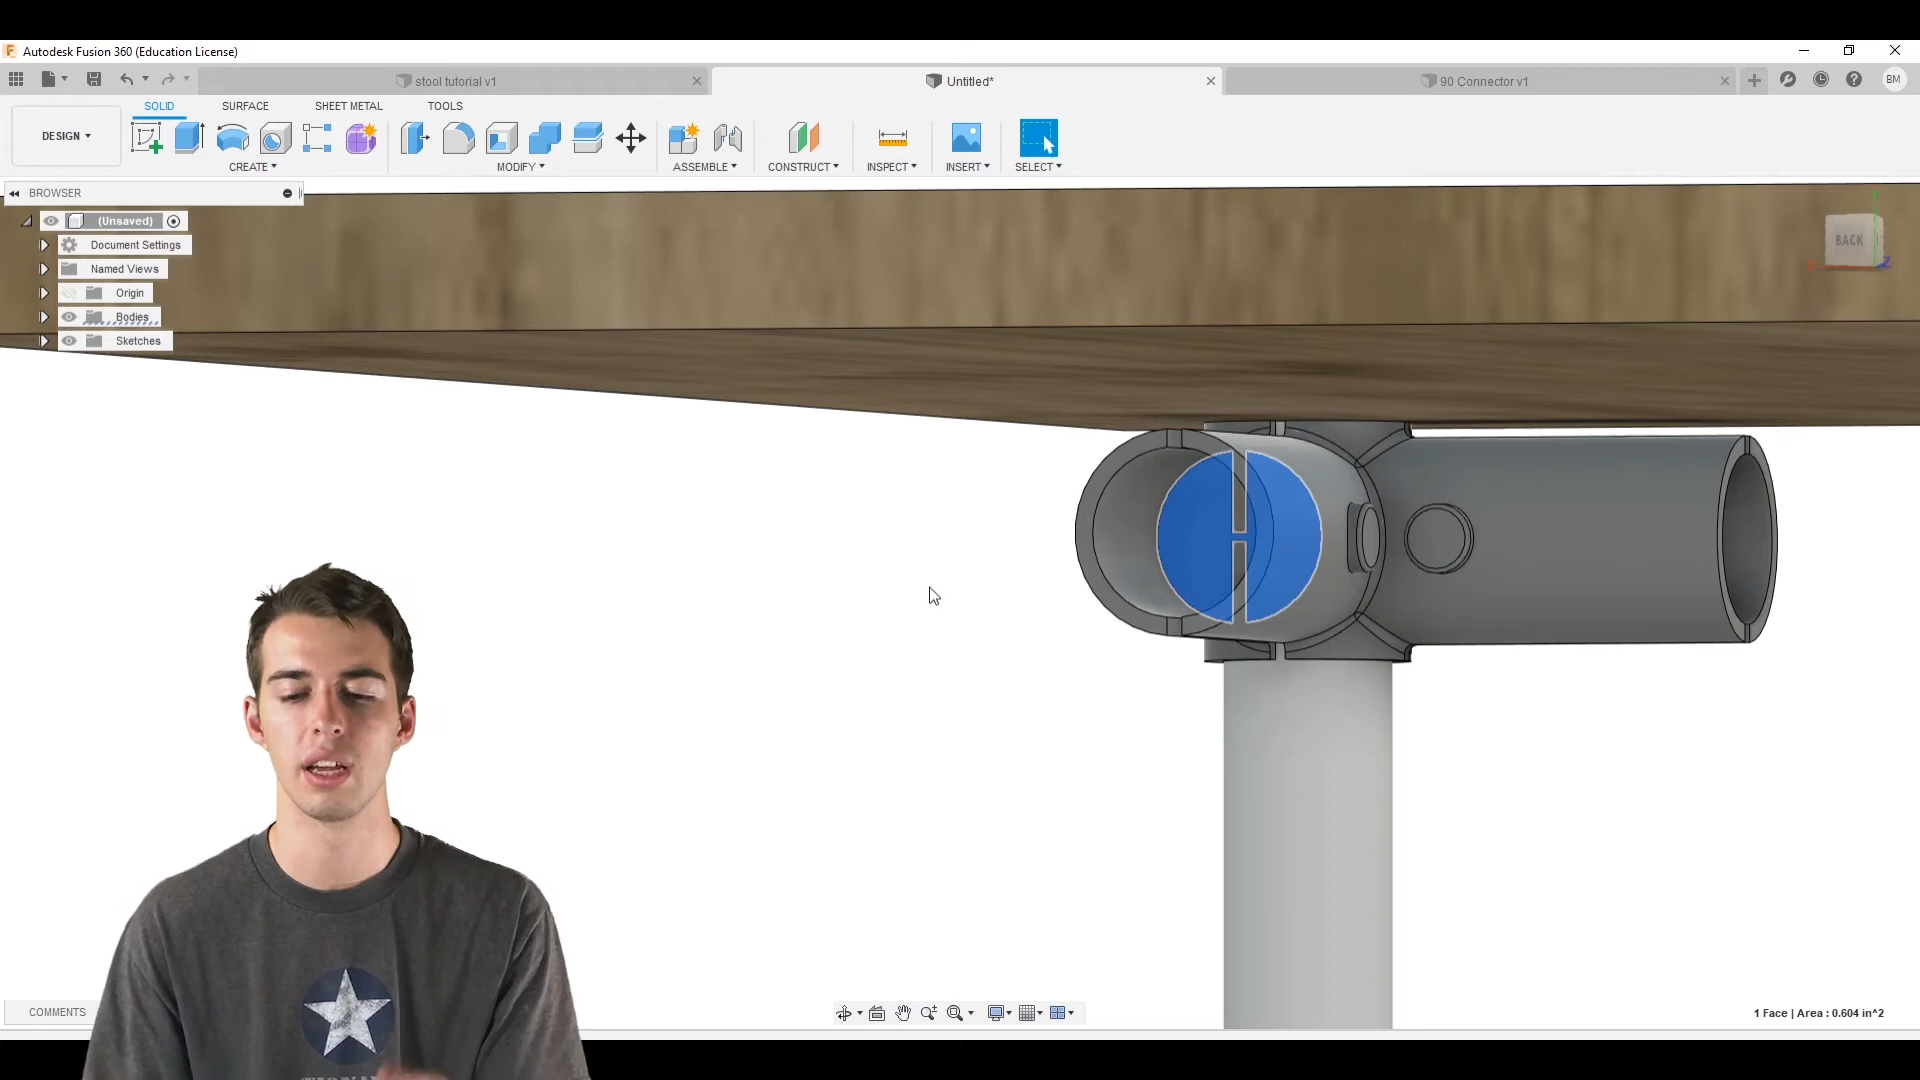 Autodesk Fusion 360 (Education License)
stool tutorial v1
Untitled*
90 Connector v1
BM
DESIGN
SOLID
SURFACE
SHEET METAL
TOOLS
CREATE
MODIFY
ASSEMBLE
CONSTRUCT
INSPECT
INSERT
SELECT
BROWSER
(Unsaved)
Document Settings
Named Views
Origin
Bodies
Sketches
BACK
COMMENTS
1 Face | Area : 0.604 in^2